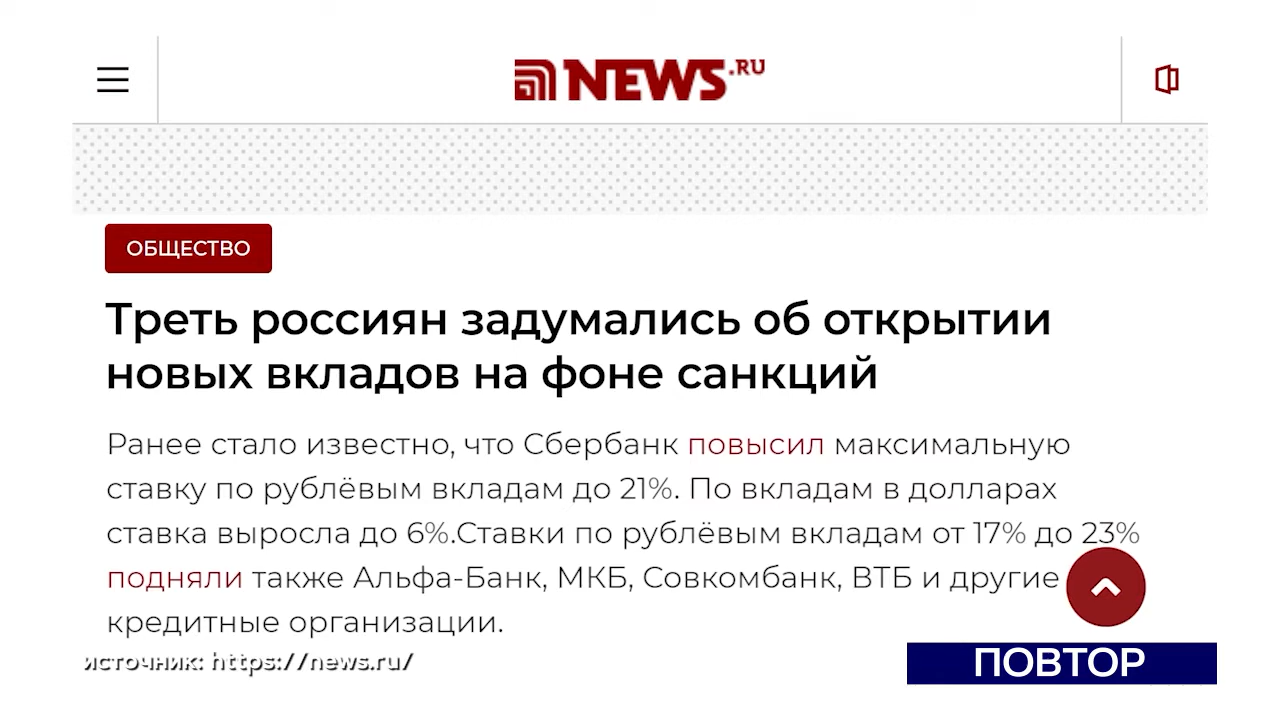 NEWS.RU
ОБЩЕСТВО
Треть россиян задумались об открытии
новых вкладов на фоне санкций
Ранее стало известно, что Сбербанк повысил максимальную
ставку по рублёвым вкладам до 21%. По вкладам в долларах
ставка выросла до 6%.Ставки по рублёвым вкладам от 17% до 23%
подняли также Альфа-Банк, МКБ, Совкомбанк, ВТБ и другие
кредитные организации.
источник: https://news.ru/
ПОВТОР